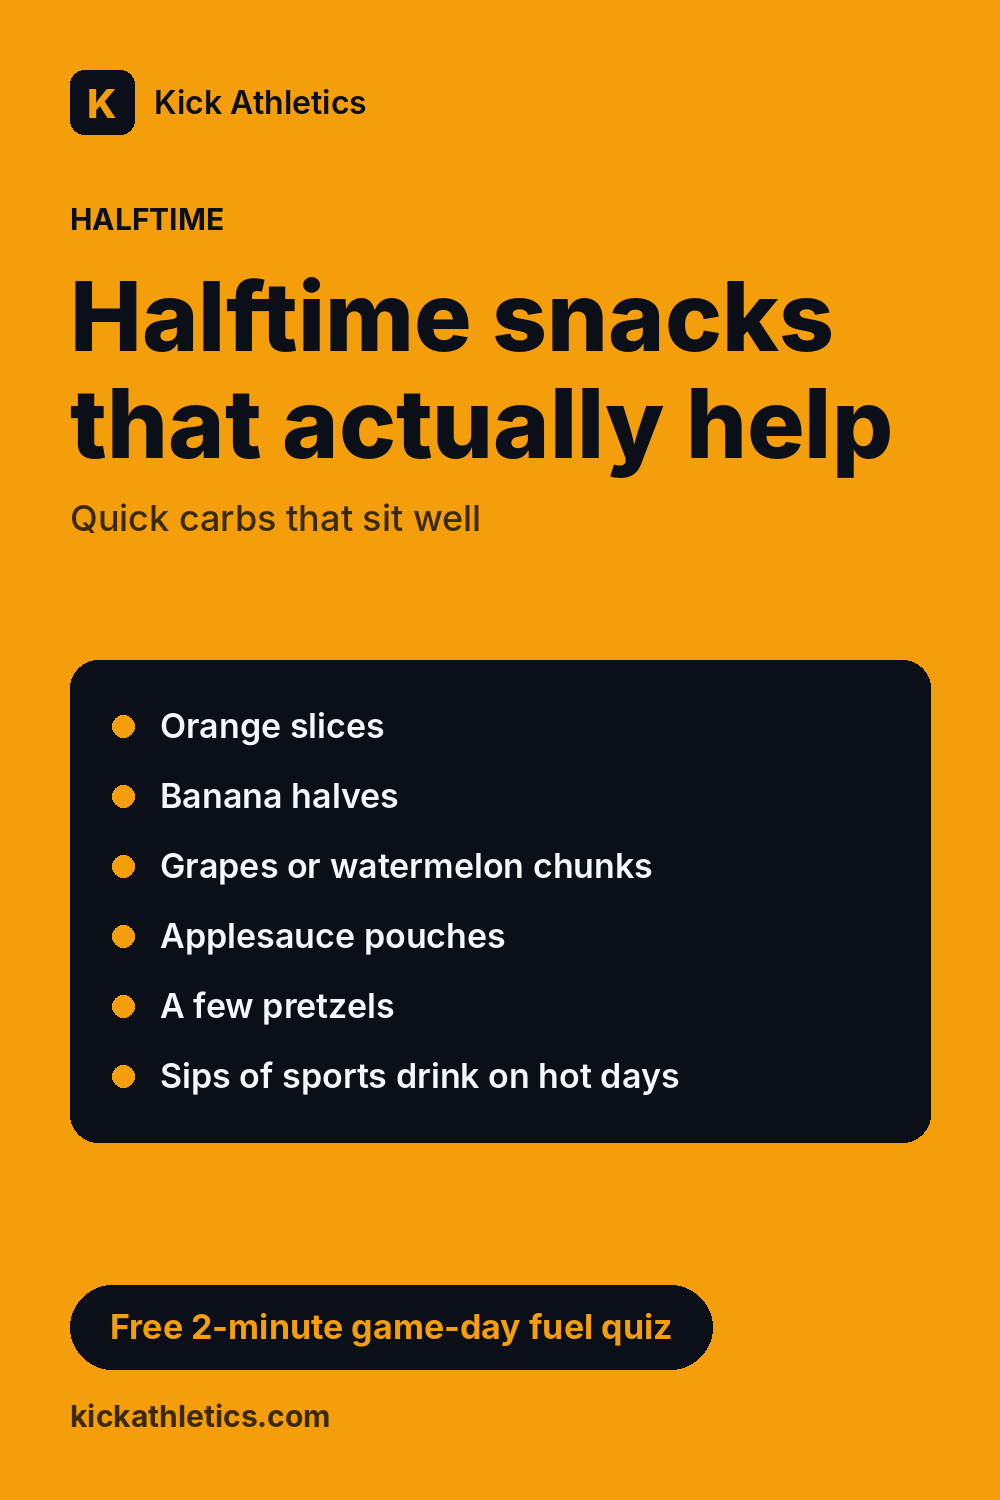 K
Kick Athletics
HALFTIME
Halftime snacks
that actually help
Quick carbs that sit well
Orange slices
Banana halves
Grapes or watermelon chunks
Applesauce pouches
A few pretzels
Sips of sports drink on hot days
Free 2-minute game-day fuel quiz
kickathletics.com